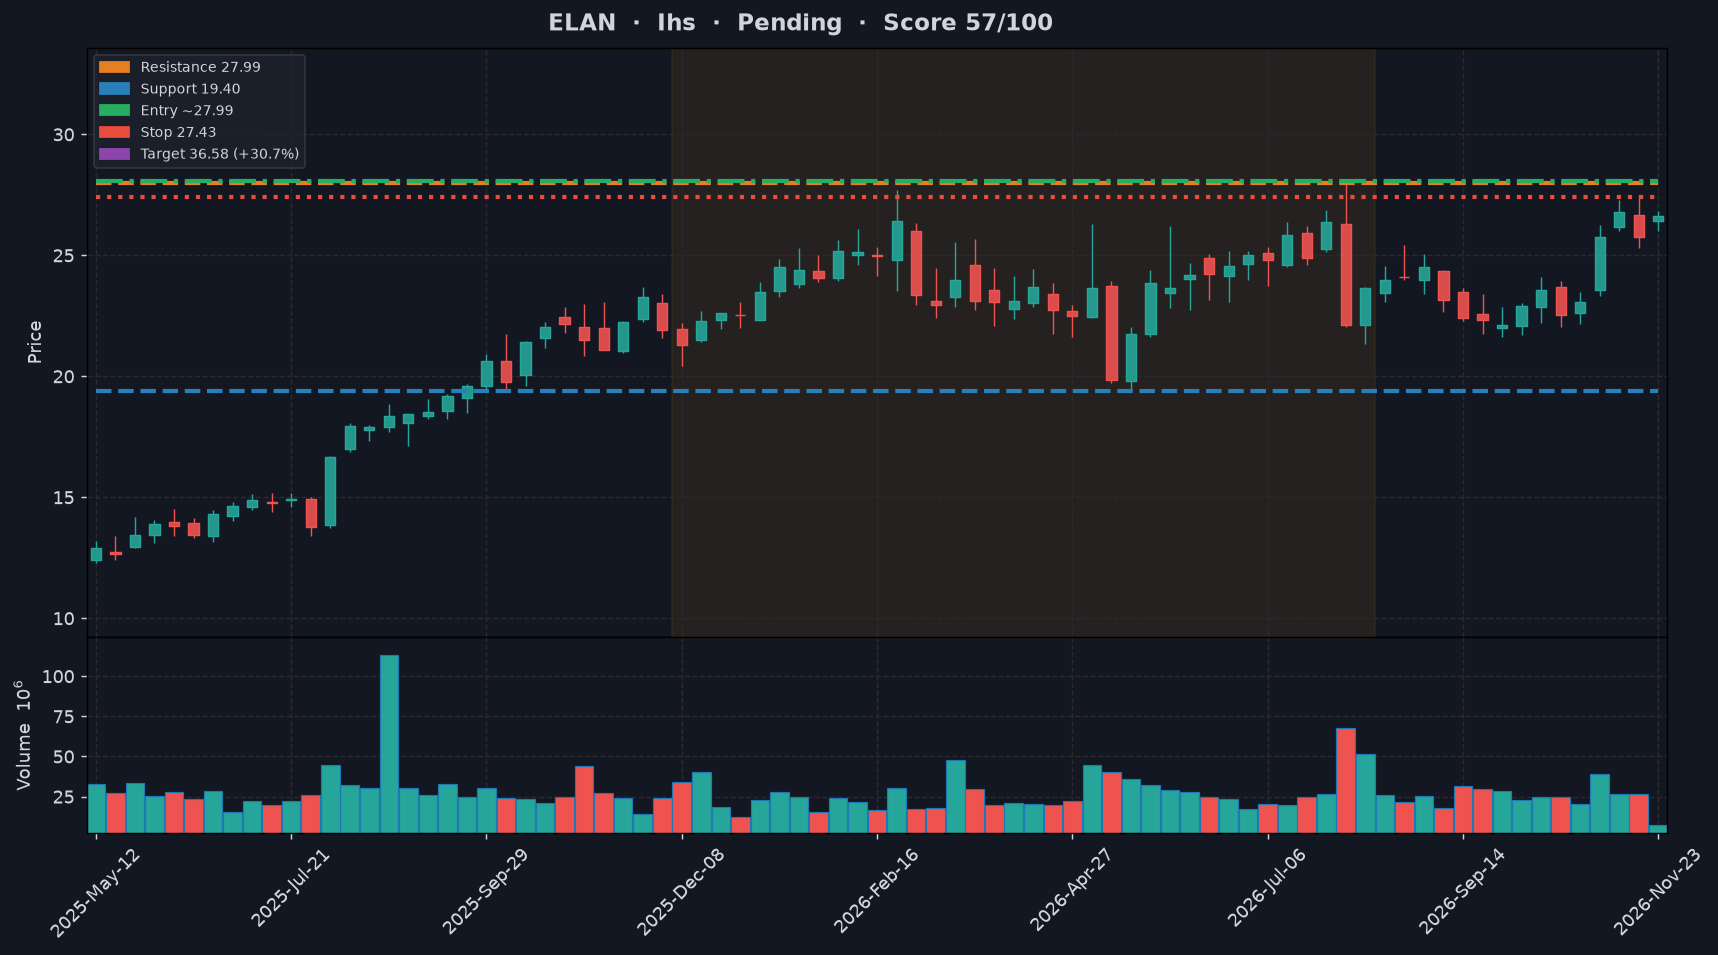 ELAN · Ihs · Pending · Score 57/100
Resistance 27.99
Support 19.40
Entry ~27.99
Stop 27.43
Target 36.58 (+30.7%)
Price
30
25
20
15
10
Volume 10⁶
100
75
50
25
2025-May-12
2025-Jul-21
2025-Sep-29
2025-Dec-08
2026-Feb-16
2026-Apr-27
2026-Jul-06
2026-Sep-14
2026-Nov-23